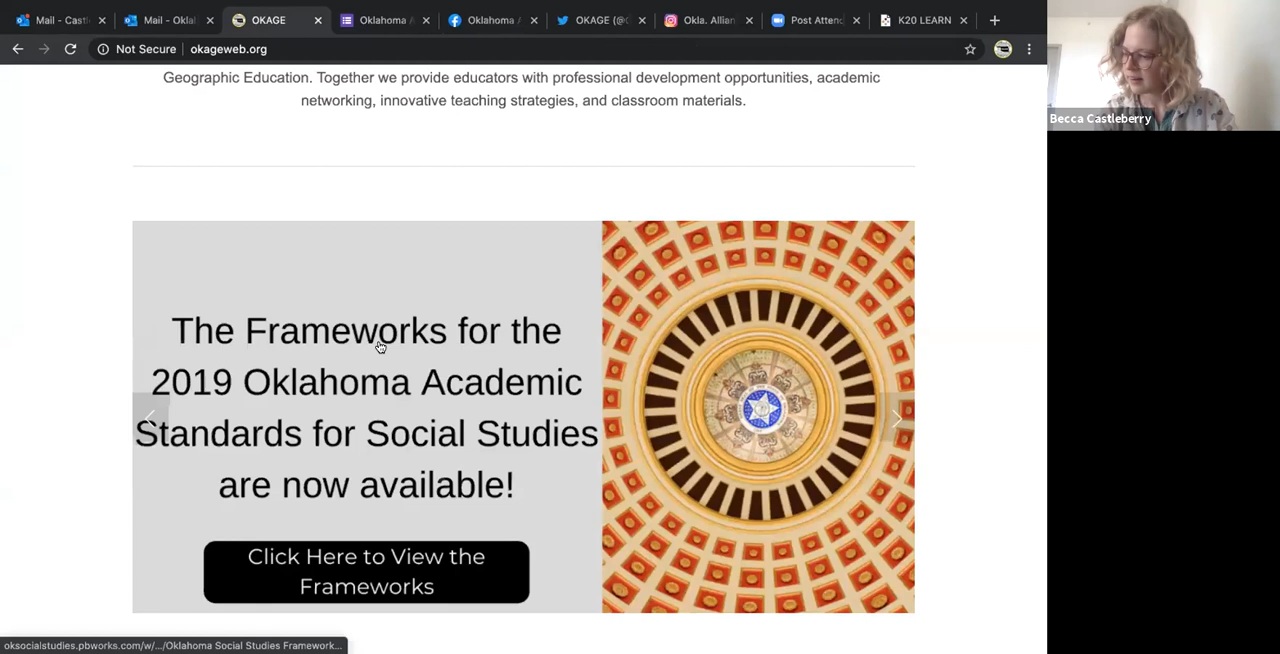 Mail - Castl
Mail - Oklal
OKAGE
Oklahoma A
Oklahoma A
OKAGE (@O
Okla. Allian
Post Attend
K20 LEARN
Not Secure
okageweb.org
Geographic Education. Together we provide educators with professional development opportunities, academic
networking, innovative teaching strategies, and classroom materials.
Becca Castleberry
The Frameworks for the
2019 Oklahoma Academic
Standards for Social Studies
are now available!
Click Here to View the
Frameworks
oksocialstudies.pbworks.com/w/.../Oklahoma Social Studies Framework...